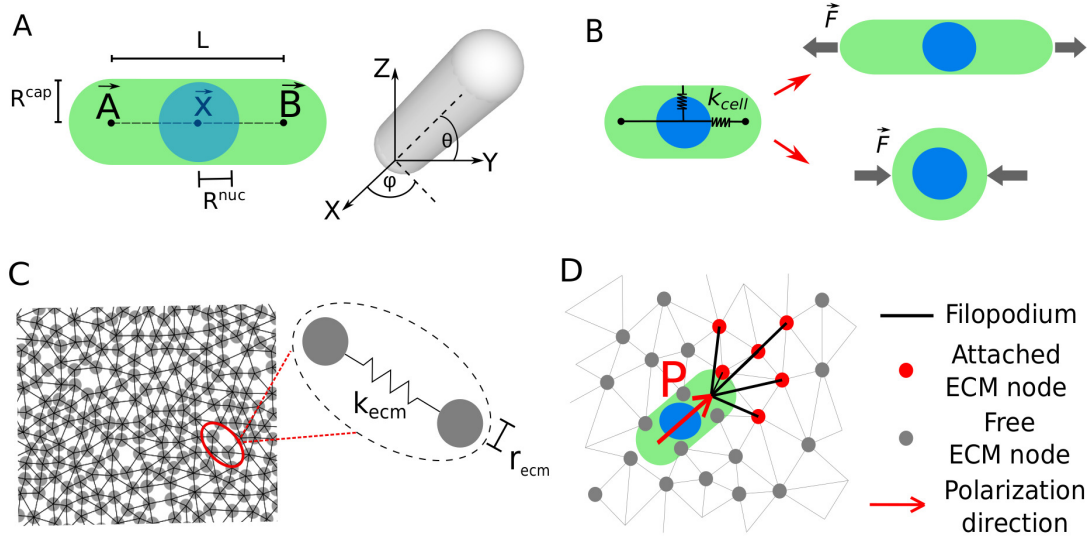 A
L
R^cap
A
x
B
R^nuc
Z
Y
X
θ
φ
B
k_cell
F
F
C
k_ecm
r_ecm
D
P
Filopodium
Attached
ECM node
Free
ECM node
Polarization
direction